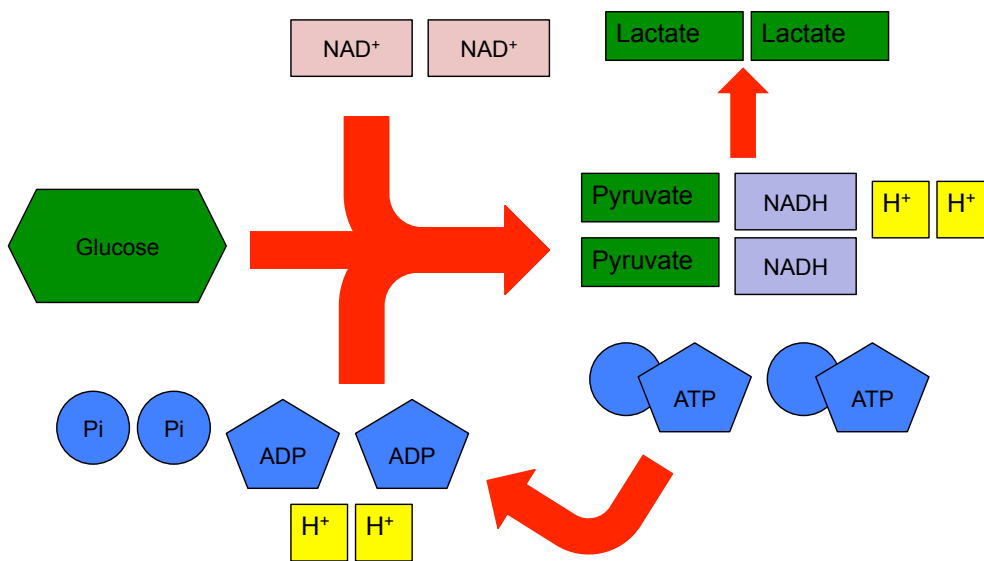 NAD⁺ NAD⁺
Lactate Lactate
Pyruvate NADH H⁺ H⁺
Glucose
Pyruvate NADH
ATP ATP
Pi Pi ADP ADP
H⁺ H⁺